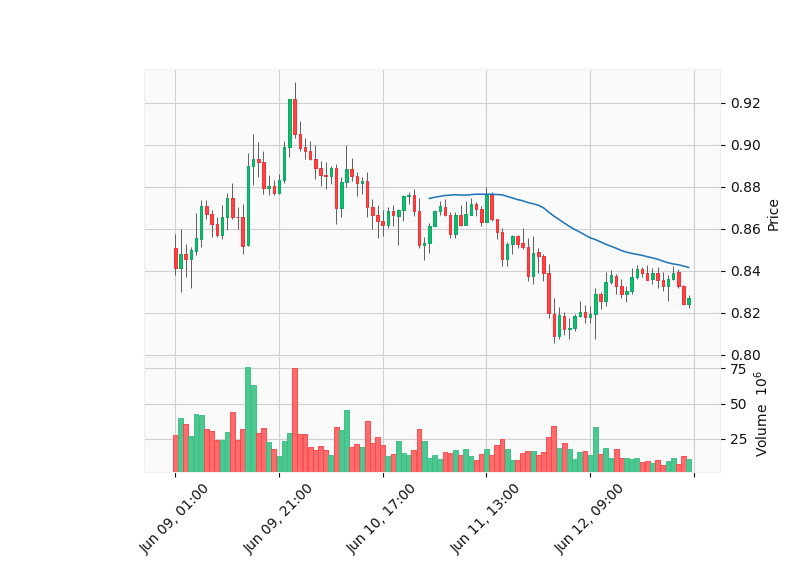 0.92
0.90
0.88
0.86
0.84
0.82
0.80
Price
75
50
25
Volume 10⁶
Jun 09, 01:00
Jun 09, 21:00
Jun 10, 17:00
Jun 11, 13:00
Jun 12, 09:00